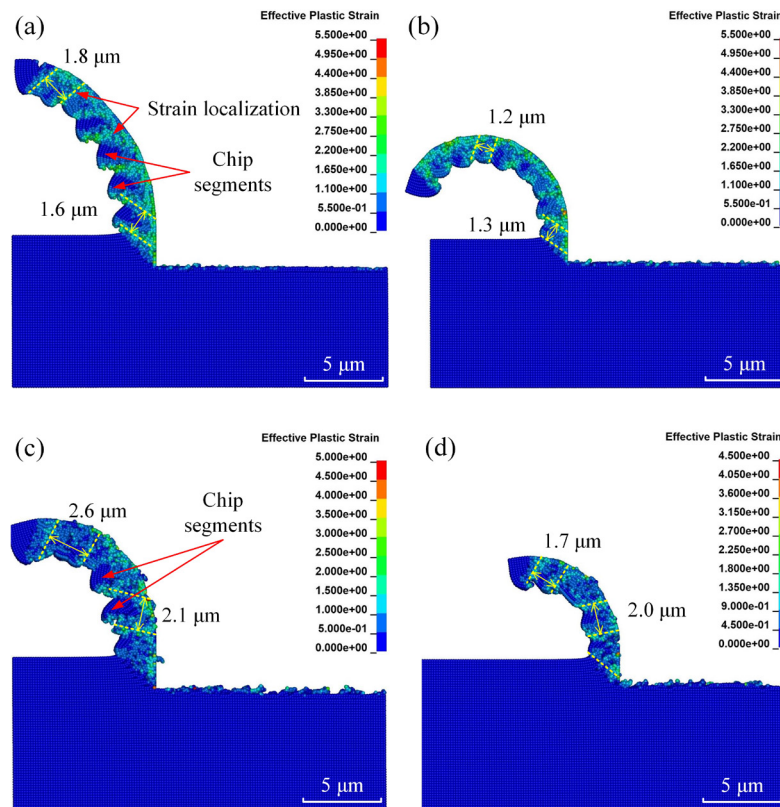 (a)
Effective Plastic Strain
5.500e+00
4.950e+00
4.400e+00
3.850e+00
3.300e+00
2.750e+00
2.200e+00
1.650e+00
1.100e+00
5.500e-01
0.000e+00
1.8 μm
Strain localization
Chip
segments
1.6 μm
5 μm
(b)
Effective Plastic Strain
5.500e+00
4.950e+00
4.400e+00
3.850e+00
3.300e+00
2.750e+00
2.200e+00
1.650e+00
1.100e+00
5.500e-01
0.000e+00
1.2 μm
1.3 μm
5 μm
(c)
Effective Plastic Strain
5.000e+00
4.500e+00
4.000e+00
3.500e+00
3.000e+00
2.500e+00
2.000e+00
1.500e+00
1.000e+00
5.000e-01
0.000e+00
Chip
segments
2.6 μm
2.1 μm
5 μm
(d)
Effective Plastic Strain
4.500e+00
4.050e+00
3.600e+00
3.150e+00
2.700e+00
2.250e+00
1.800e+00
1.350e+00
9.000e-01
4.500e-01
0.000e+00
1.7 μm
2.0 μm
5 μm